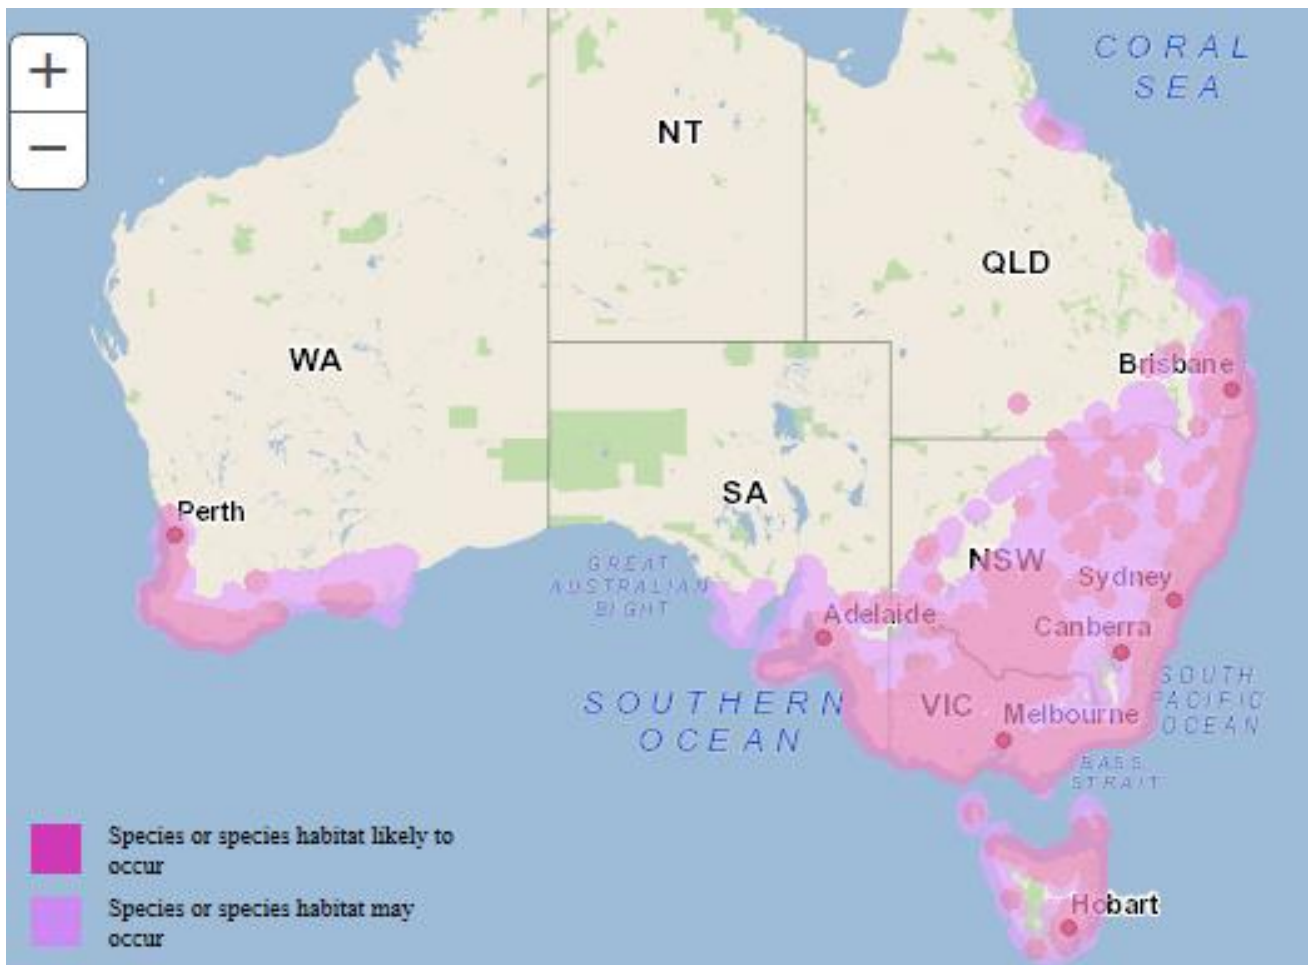 +
−
CORAL
SEA
NT
QLD
WA
Brisbane
SA
Perth
GREAT
AUSTRALIAN
BIGHT
NSW
Sydney
Adelaide
Canberra
SOUTHERN
OCEAN
VIC
Melbourne
SOUTH
PACIFIC
OCEAN
BASS
STRAIT
Species or species habitat likely to
occur
Species or species habitat may
occur
Hobart